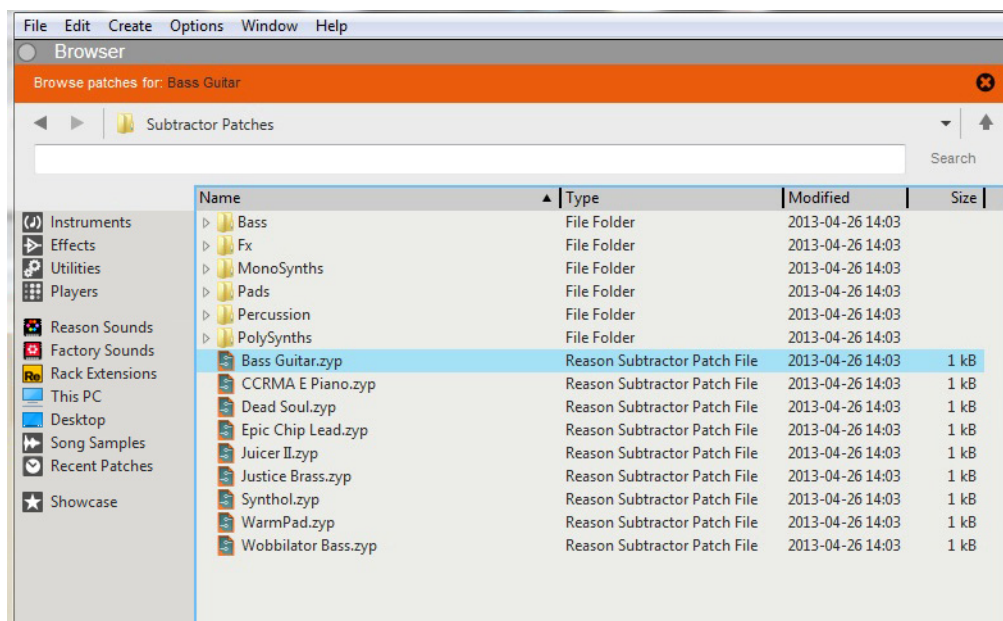 File Edit Create Options Window Help
Browser
Browse patches for: Bass Guitar
Subtractor Patches
Search
Name Type Modified Size
Instruments
Effects
Utilities
Players
Reason Sounds
Factory Sounds
Re Rack Extensions
This PC
Desktop
Song Samples
Recent Patches
Showcase
Bass File Folder 2013-04-26 14:03
Fx File Folder 2013-04-26 14:03
MonoSynths File Folder 2013-04-26 14:03
Pads File Folder 2013-04-26 14:03
Percussion File Folder 2013-04-26 14:03
PolySynths File Folder 2013-04-26 14:03
Bass Guitar.zyp Reason Subtractor Patch File 2013-04-26 14:03 1 kB
CCRMA E Piano.zyp Reason Subtractor Patch File 2013-04-26 14:03 1 kB
Dead Soul.zyp Reason Subtractor Patch File 2013-04-26 14:03 1 kB
Epic Chip Lead.zyp Reason Subtractor Patch File 2013-04-26 14:03 1 kB
Juicer II.zyp Reason Subtractor Patch File 2013-04-26 14:03 1 kB
Justice Brass.zyp Reason Subtractor Patch File 2013-04-26 14:03 1 kB
Synthol.zyp Reason Subtractor Patch File 2013-04-26 14:03 1 kB
WarmPad.zyp Reason Subtractor Patch File 2013-04-26 14:03 1 kB
Wobbilator Bass.zyp Reason Subtractor Patch File 2013-04-26 14:03 1 kB